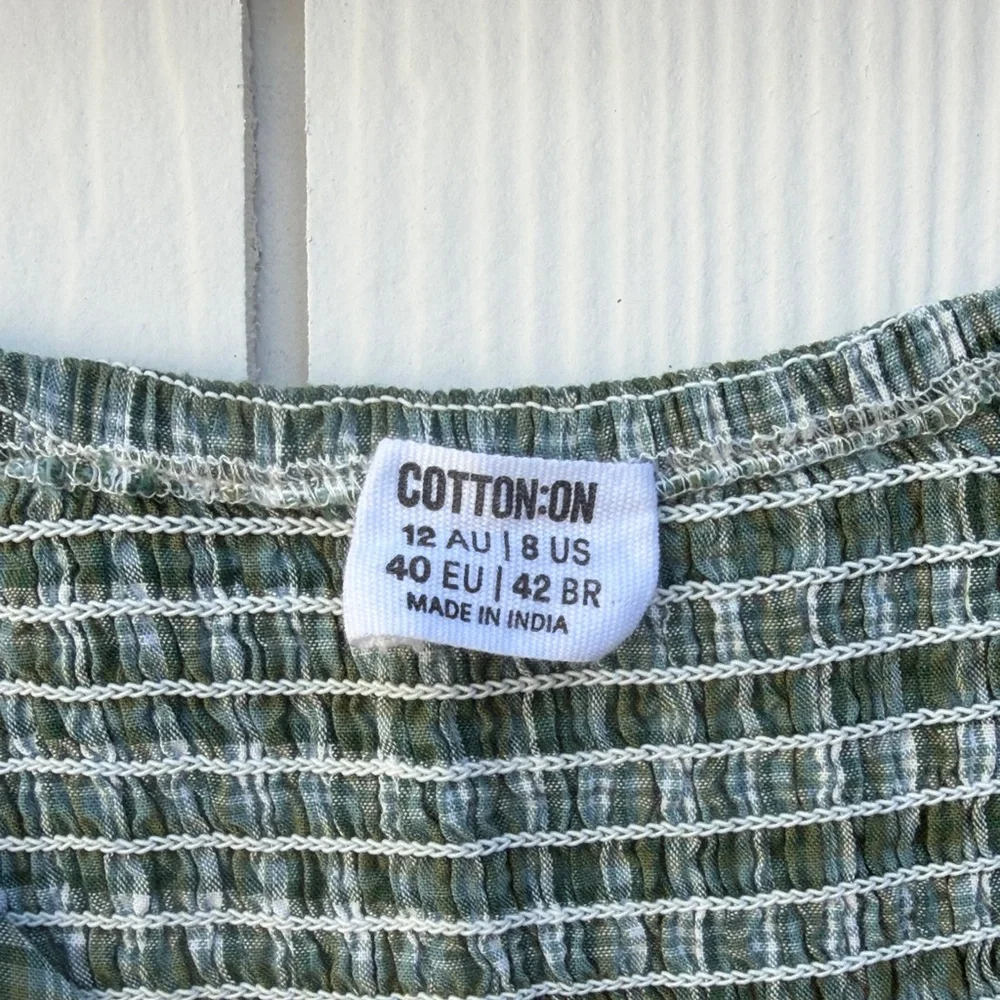 COTTON:ON
12 AU | 8 US
40 EU | 42 BR
MADE IN INDIA